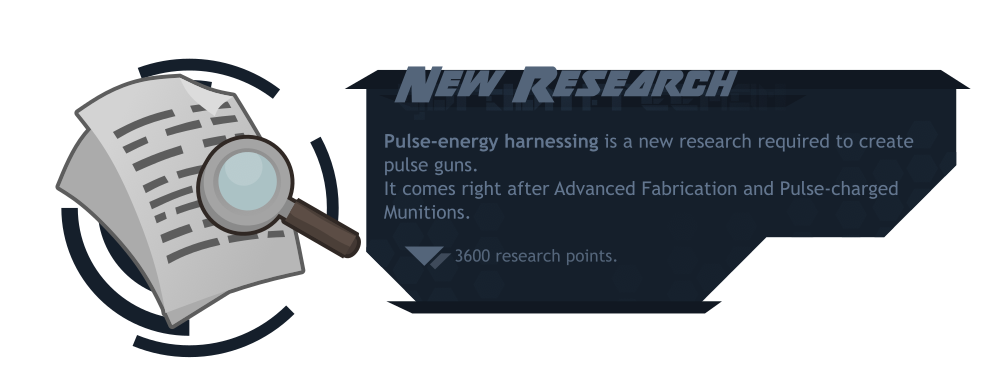 New Research
Pulse-energy harnessing is a new research required to create
pulse guns.
It comes right after Advanced Fabrication and Pulse-charged
Munitions.
3600 research points.